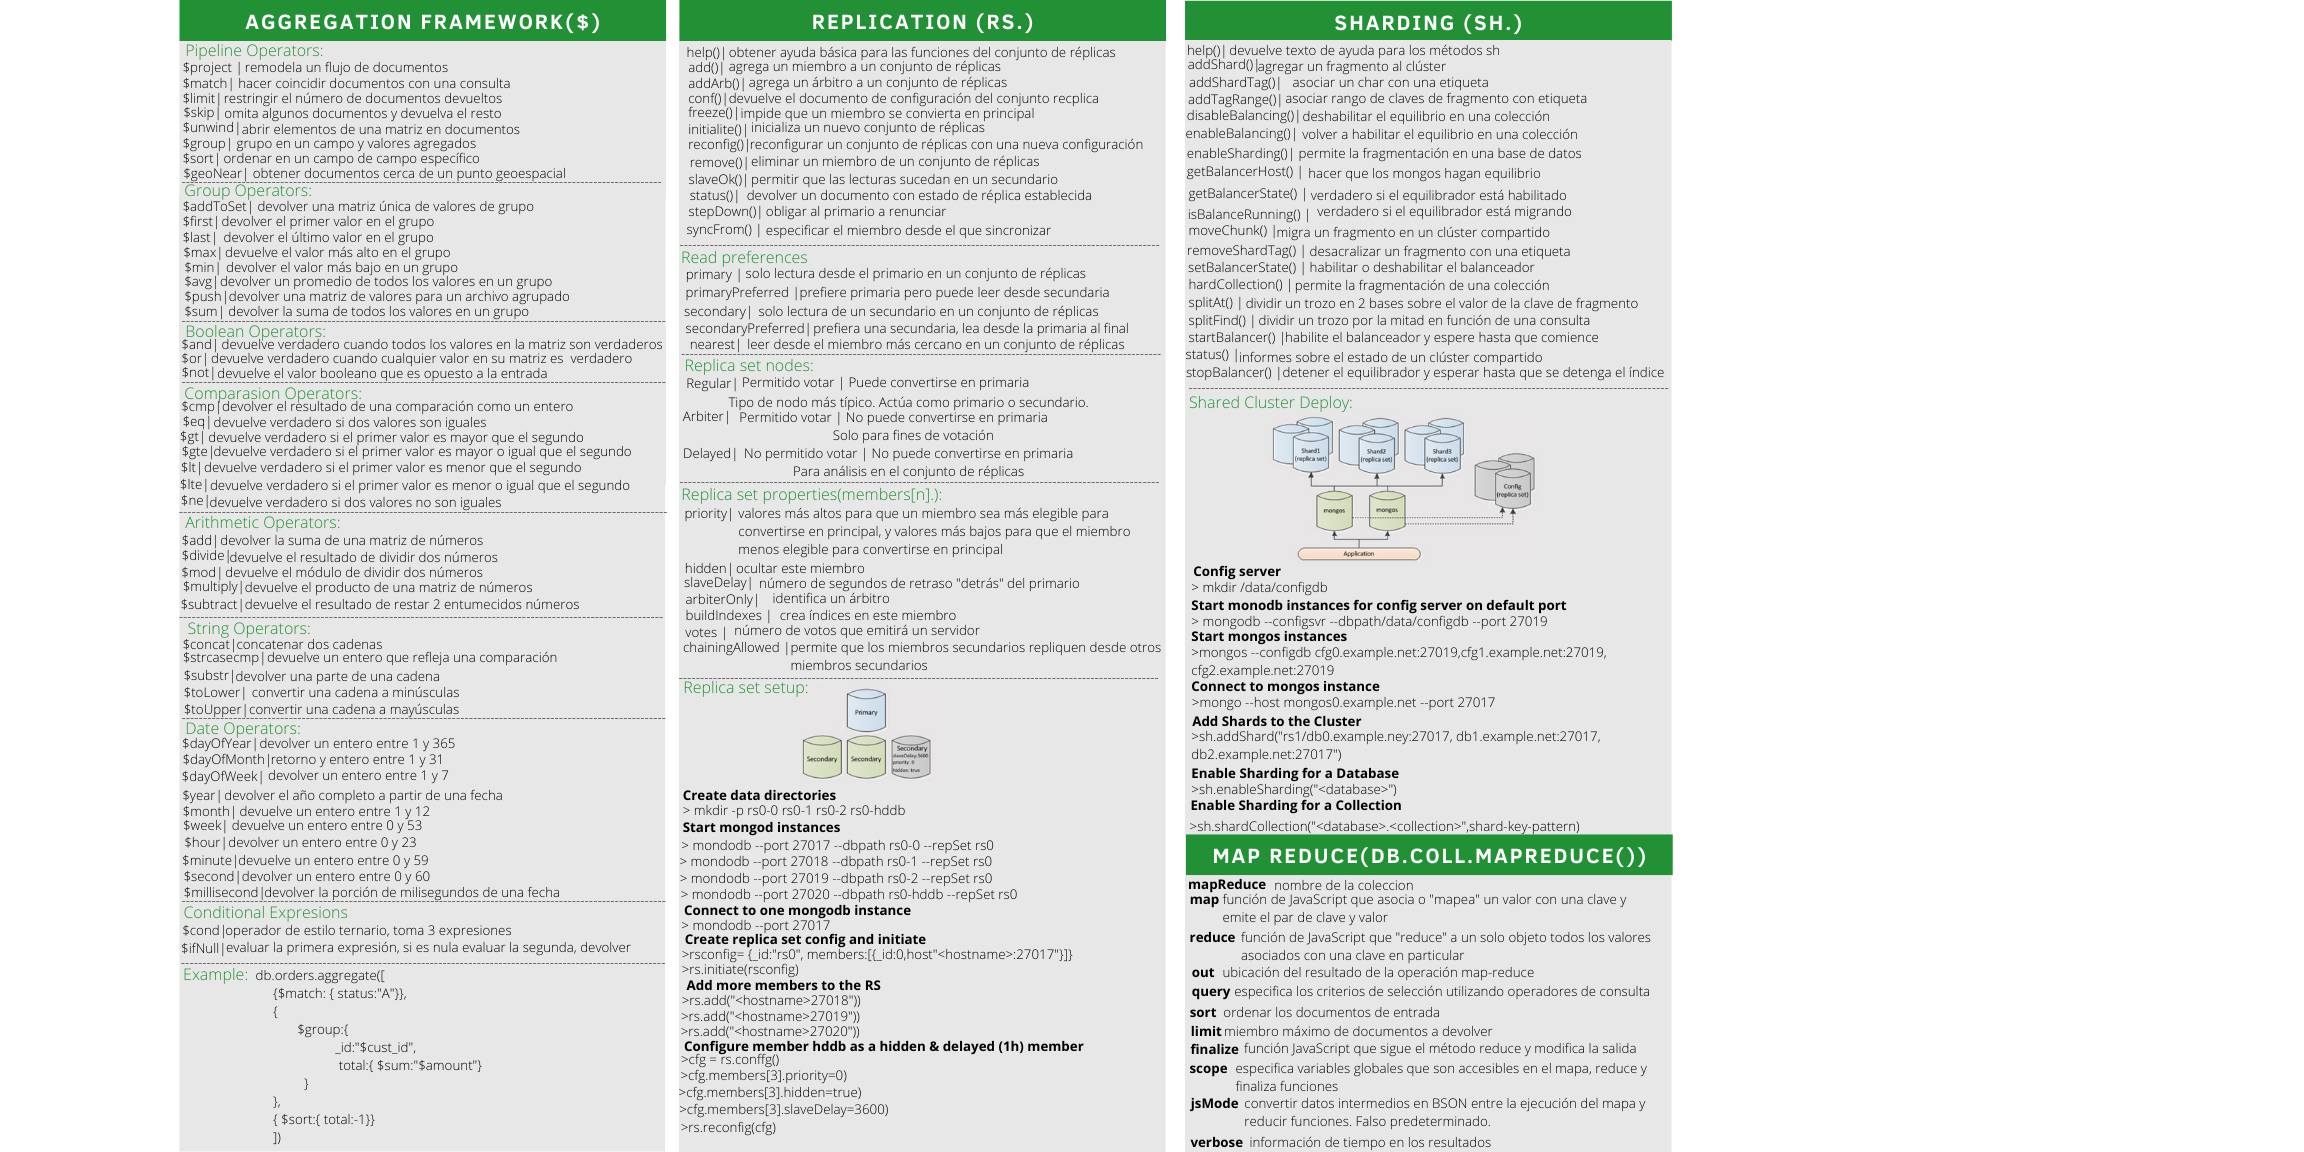 AGGREGATION FRAMEWORK($)
Pipeline Operators:
$project | remodela un flujo de documentos
$match| hacer coincidir documentos con una consulta
$limit| restringir el número de documentos devueltos
$skip| omita algunos documentos y devuelva el resto
$unwind|abrir elementos de una matriz en documentos
$group| grupo en un campo y valores agregados
$sort| ordenar en un campo de campo específico
$geoNear| obtener documentos cerca de un punto geoespacial
Group Operators:
$addToSet| devolver una matriz única de valores de grupo
$first| devolver el primer valor en el grupo
$last| devolver el último valor en el grupo
$max| devuelve el valor más alto en el grupo
$min| devolver el valor más bajo en un grupo
$avg| devolver un promedio de todos los valores en un grupo
$push|devolver una matriz de valores para un archivo agrupado
$sum| devolver la suma de todos los valores en un grupo
Boolean Operators:
$and| devuelve verdadero cuando todos los valores en la matriz son verdaderos
$or| devuelve verdadero cuando cualquier valor en su matriz es verdadero
$not| devuelve el valor booleano que es opuesto a la entrada
Comparasion Operators:
$cmp|devolver el resultado de una comparación como un entero
$eq| devuelve verdadero si dos valores son iguales
$gt| devuelve verdadero si el primer valor es mayor que el segundo
$gte|devuelve verdadero si el primer valor es mayor o igual que el segundo
$lt| devuelve verdadero si el primer valor es menor que el segundo
$lte| devuelve verdadero si el primer valor es menor o igual que el segundo
$ne|devuelve verdadero si dos valores no son iguales
Arithmetic Operators:
$add| devolver la suma de una matriz de números
$divide|devuelve el resultado de dividir dos números
$mod| devuelve el módulo de dividir dos números
$multiply|devuelve el producto de una matriz de números
$subtract|devuelve el resultado de restar 2 entumecidos números
String Operators:
$concat|concatenar dos cadenas
$strcasecmp|devuelve un entero que refleja una comparación
$substr|devolver una parte de una cadena
$toLower| convertir una cadena a minúsculas
$toUpper|convertir una cadena a mayúsculas
Date Operators:
$dayOfYear|devolver un entero entre 1 y 365
$dayOfMonth|retorno y entero entre 1 y 31
$dayOfWeek| devolver un entero entre 1 y 7
$year| devolver el año completo a partir de una fecha
$month| devuelve un entero entre 1 y 12
$week| devuelve un entero entre 0 y 53
$hour|devolver un entero entre 0 y 23
$minute|devuelve un entero entre 0 y 59
$second|devolver un entero entre 0 y 60
$millisecond|devolver la porción de milisegundos de una fecha
Conditional Expresions
$cond|operador de estilo ternario, toma 3 expresiones
$ifNull|evaluar la primera expresión, si es nula evaluar la segunda, devolver
Example: db.orders.aggregate([
{$match: { status:"A"}},
{
$group:{
_id:"$cust_id",
total:{ $sum:"$amount"}
}
},
{ $sort:{ total:-1}}
])
REPLICATION (RS.)
help()| obtener ayuda básica para las funciones del conjunto de réplicas
add()| agrega un miembro a un conjunto de réplicas
addArb()| agrega un árbitro a un conjunto de réplicas
conf()|devuelve el documento de configuración del conjunto recplica
freeze()|impide que un miembro se convierta en principal
initialite()| inicializa un nuevo conjunto de réplicas
reconfig()|reconfigurar un conjunto de réplicas con una nueva configuración
remove()| eliminar un miembro de un conjunto de réplicas
slaveOk()| permitir que las lecturas sucedan en un secundario
status()| devolver un documento con estado de réplica establecida
stepDown()| obligar al primario a renunciar
syncFrom() | especificar el miembro desde el que sincronizar
Read preferences
primary | solo lectura desde el primario en un conjunto de réplicas
primaryPreferred |prefiere primaria pero puede leer desde secundaria
secondary| solo lectura de un secundario en un conjunto de réplicas
secondaryPreferred| prefiera una secundaria, lea desde la primaria al final
nearest| leer desde el miembro más cercano en un conjunto de réplicas
Replica set nodes:
Regular| Permitido votar | Puede convertirse en primaria
Tipo de nodo más típico. Actúa como primario o secundario.
Arbiter| Permitido votar | No puede convertirse en primaria
Solo para fines de votación
Delayed| No permitido votar | No puede convertirse en primaria
Para análisis en el conjunto de réplicas
Replica set properties(members[n].):
priority| valores más altos para que un miembro sea más elegible para
convertirse en principal, y valores más bajos para que el miembro
menos elegible para convertirse en principal
hidden| ocultar este miembro
slaveDelay| número de segundos de retraso "detrás" del primario
arbiterOnly| identifica un árbitro
buildIndexes | crea índices en este miembro
votes | número de votos que emitirá un servidor
chainingAllowed |permite que los miembros secundarios repliquen desde otros
miembros secundarios
Replica set setup:
Primary
Secondary
Secondary
Secondary
slaveDelay: 3600
priority: 0
hidden: true
Create data directories
> mkdir -p rs0-0 rs0-1 rs0-2 rs0-hddb
Start mongod instances
> mondodb --port 27017 --dbpath rs0-0 --repSet rs0
> mondodb --port 27018 --dbpath rs0-1 --repSet rs0
> mondodb --port 27019 --dbpath rs0-2 --repSet rs0
> mondodb --port 27020 --dbpath rs0-hddb --repSet rs0
Connect to one mongodb instance
> mondodb --port 27017
Create replica set config and initiate
>rsconfig= {_id:"rs0", members:[{_id:0,host"<hostname>:27017"}]}
>rs.initiate(rsconfig)
Add more members to the RS
>rs.add("<hostname>27018"))
>rs.add("<hostname>27019"))
>rs.add("<hostname>27020"))
Configure member hddb as a hidden & delayed (1h) member
>cfg = rs.conffg()
>cfg.members[3].priority=0)
>cfg.members[3].hidden=true)
>cfg.members[3].slaveDelay=3600)
>rs.reconfig(cfg)
SHARDING (SH.)
help()| devuelve texto de ayuda para los métodos sh
addShard()|agregar un fragmento al clúster
addShardTag()| asociar un char con una etiqueta
addTagRange()| asociar rango de claves de fragmento con etiqueta
disableBalancing()| deshabilitar el equilibrio en una colección
enableBalancing()| volver a habilitar el equilibrio en una colección
enableSharding()| permite la fragmentación en una base de datos
getBalancerHost() | hacer que los mongos hagan equilibrio
getBalancerState() | verdadero si el equilibrador está habilitado
isBalanceRunning() | verdadero si el equilibrador está migrando
moveChunk() |migra un fragmento en un clúster compartido
removeShardTag() | desacralizar un fragmento con una etiqueta
setBalancerState() | habilitar o deshabilitar el balanceador
hardCollection() | permite la fragmentación de una colección
splitAt() | dividir un trozo en 2 bases sobre el valor de la clave de fragmento
splitFind() | dividir un trozo por la mitad en función de una consulta
startBalancer() |habilite el balanceador y espere hasta que comience
status() |informes sobre el estado de un clúster compartido
stopBalancer() |detener el equilibrador y esperar hasta que se detenga el índice
Shared Cluster Deploy:
Shard1
(replica set)
Shard2
(replica set)
Shard3
(replica set)
Config
(replica set)
mongos
mongos
Application
Config server
> mkdir /data/configdb
Start monodb instances for config server on default port
> mongodb --configsvr --dbpath/data/configdb --port 27019
Start mongos instances
>mongos --configdb cfg0.example.net:27019,cfg1.example.net:27019,
cfg2.example.net:27019
Connect to mongos instance
>mongo --host mongos0.example.net --port 27017
Add Shards to the Cluster
>sh.addShard("rs1/db0.example.ney:27017, db1.example.net:27017,
db2.example.net:27017")
Enable Sharding for a Database
>sh.enableSharding("<database>")
Enable Sharding for a Collection
>sh.shardCollection("<database>.<collection>",shard-key-pattern)
MAP REDUCE(DB.COLL.MAPREDUCE())
mapReduce nombre de la coleccion
map función de JavaScript que asocia o "mapea" un valor con una clave y
emite el par de clave y valor
reduce función de JavaScript que "reduce" a un solo objeto todos los valores
asociados con una clave en particular
out ubicación del resultado de la operación map-reduce
query especifica los criterios de selección utilizando operadores de consulta
sort ordenar los documentos de entrada
limit miembro máximo de documentos a devolver
finalize función JavaScript que sigue el método reduce y modifica la salida
scope especifica variables globales que son accesibles en el mapa, reduce y
finaliza funciones
jsMode convertir datos intermedios en BSON entre la ejecución del mapa y
reducir funciones. Falso predeterminado.
verbose información de tiempo en los resultados